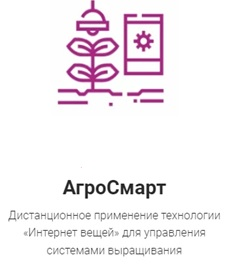 АгроСмарт
Дистанционное применение технологии
«Интернет вещей» для управления
системами выращивания